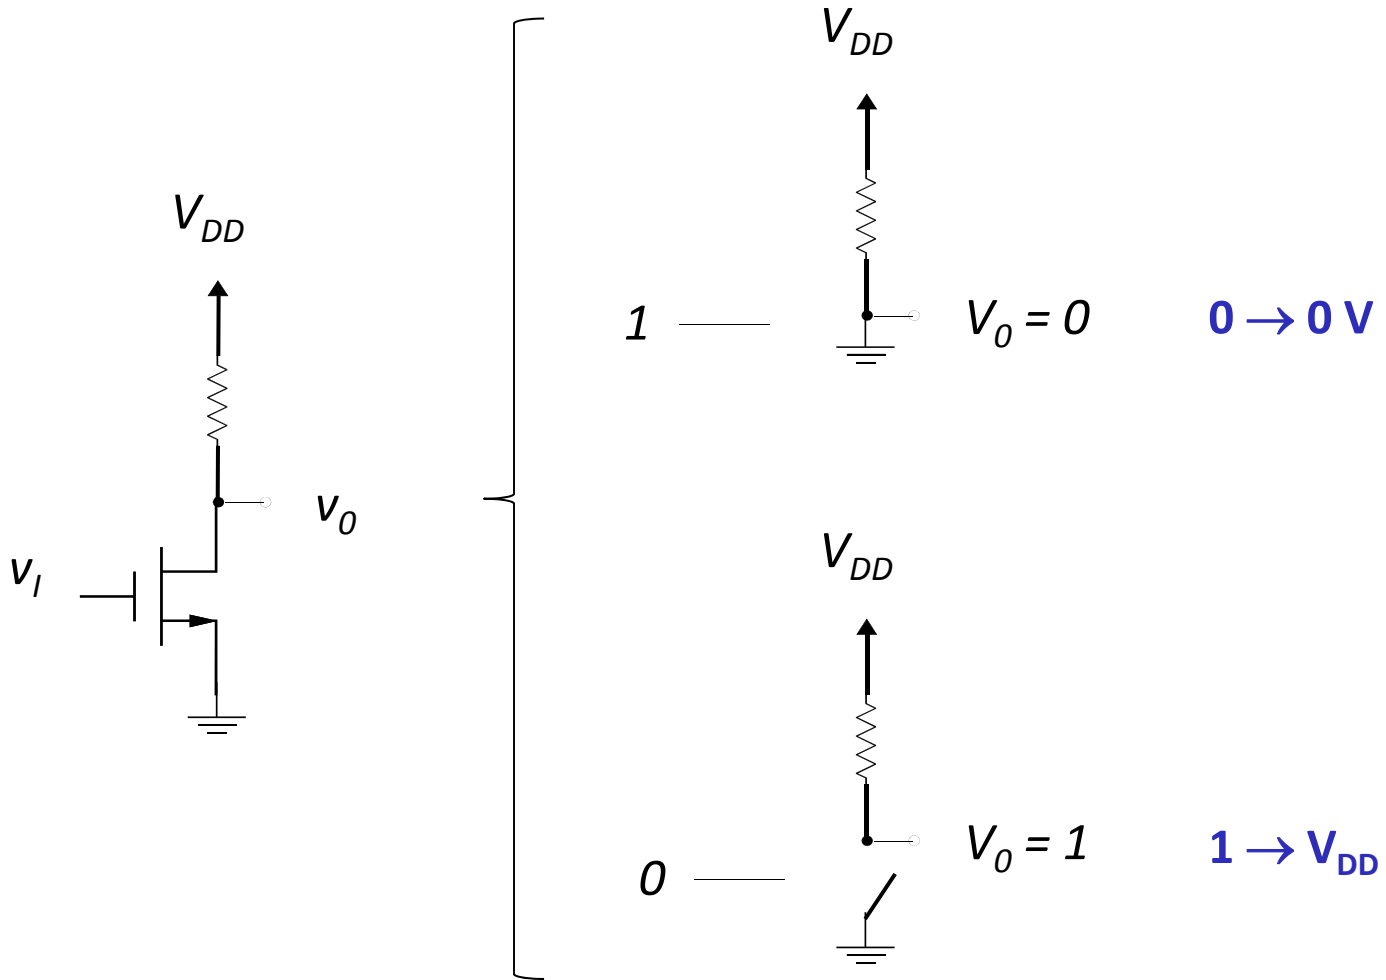 V_DD
V_DD
1
V_0 = 0
0 → 0 V
v_0
v_I
V_DD
0
V_0 = 1
1 → V_DD